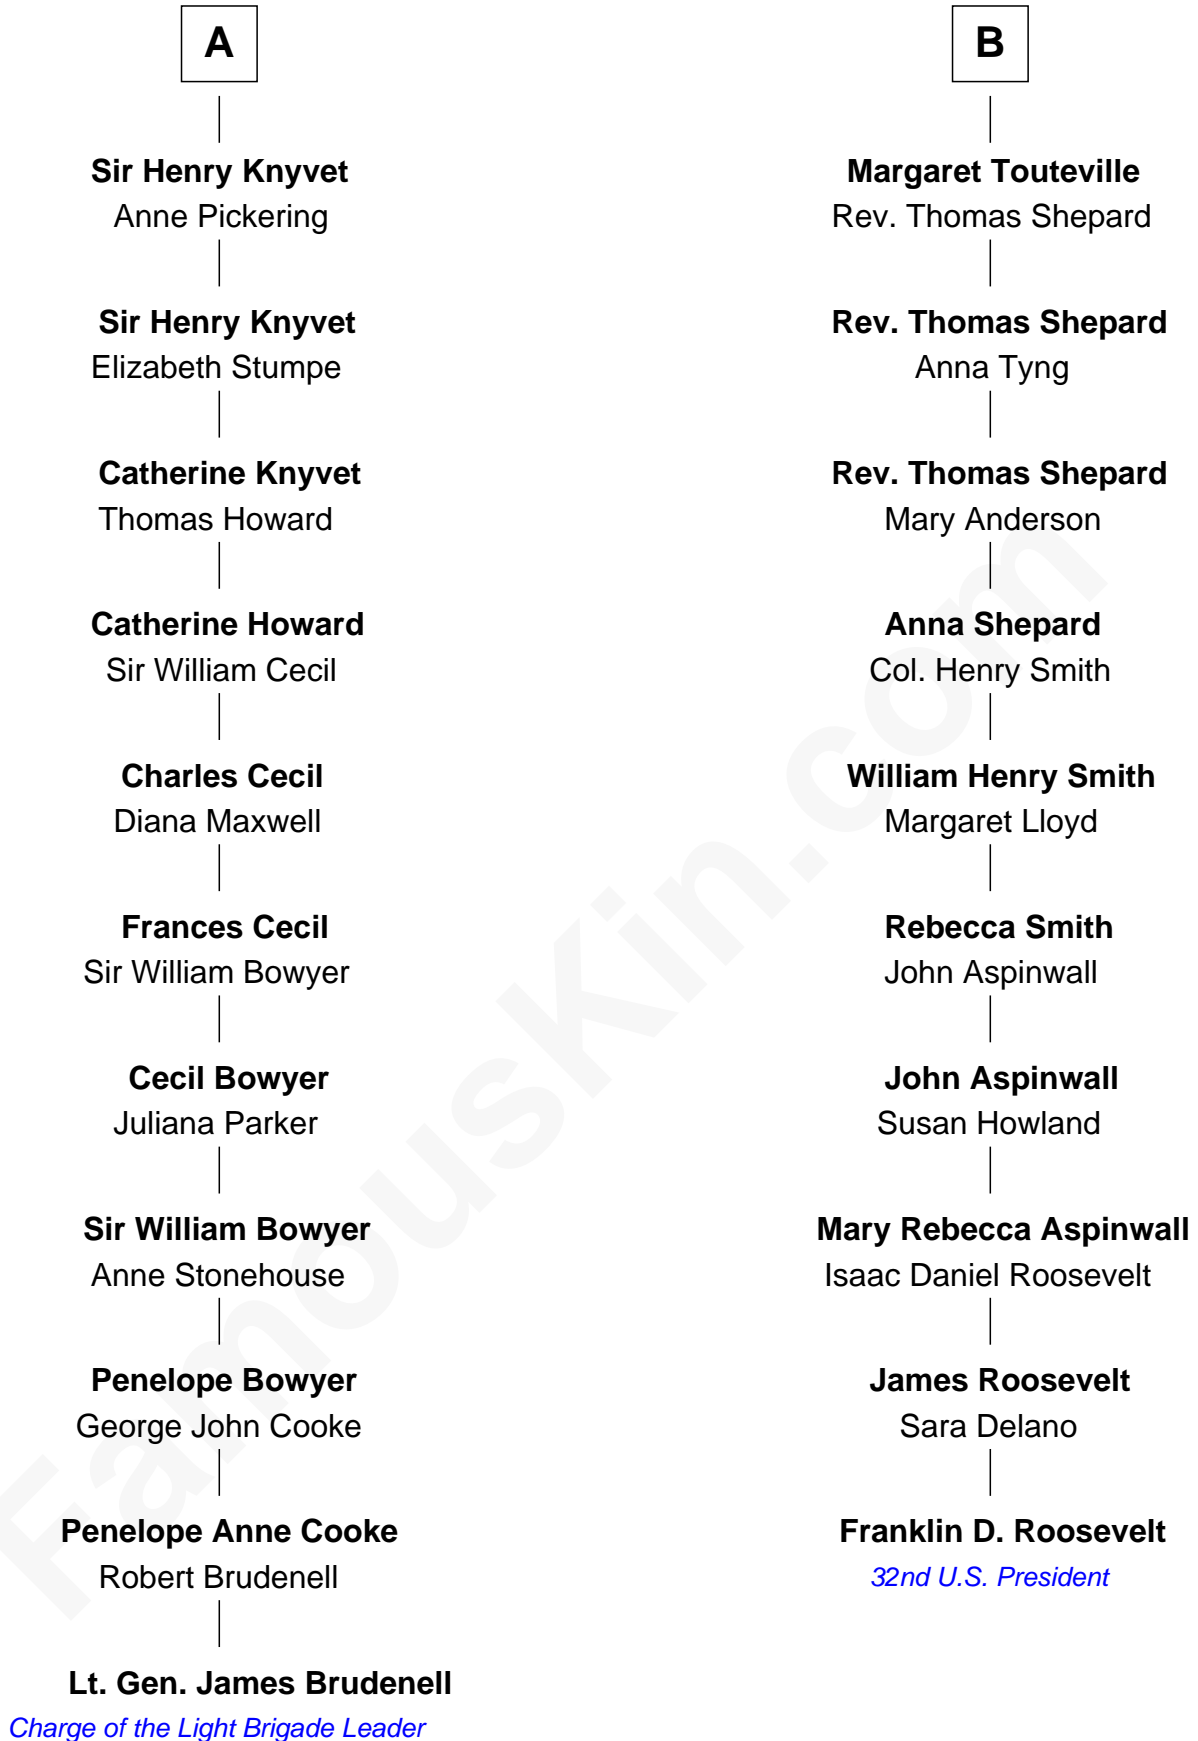 A
Sir Henry Knyvet
Anne Pickering
Sir Henry Knyvet
Elizabeth Stumpe
Catherine Knyvet
Thomas Howard
Catherine Howard
Sir William Cecil
Charles Cecil
Diana Maxwell
Frances Cecil
Sir William Bowyer
Cecil Bowyer
Juliana Parker
Sir William Bowyer
Anne Stonehouse
Penelope Bowyer
George John Cooke
Penelope Anne Cooke
Robert Brudenell
Lt. Gen. James Brudenell
Charge of the Light Brigade Leader
B
Margaret Touteville
Rev. Thomas Shepard
Rev. Thomas Shepard
Anna Tyng
Rev. Thomas Shepard
Mary Anderson
Anna Shepard
Col. Henry Smith
William Henry Smith
Margaret Lloyd
Rebecca Smith
John Aspinwall
John Aspinwall
Susan Howland
Mary Rebecca Aspinwall
Isaac Daniel Roosevelt
James Roosevelt
Sara Delano
Franklin D. Roosevelt
32nd U.S. President
FamousKin.com